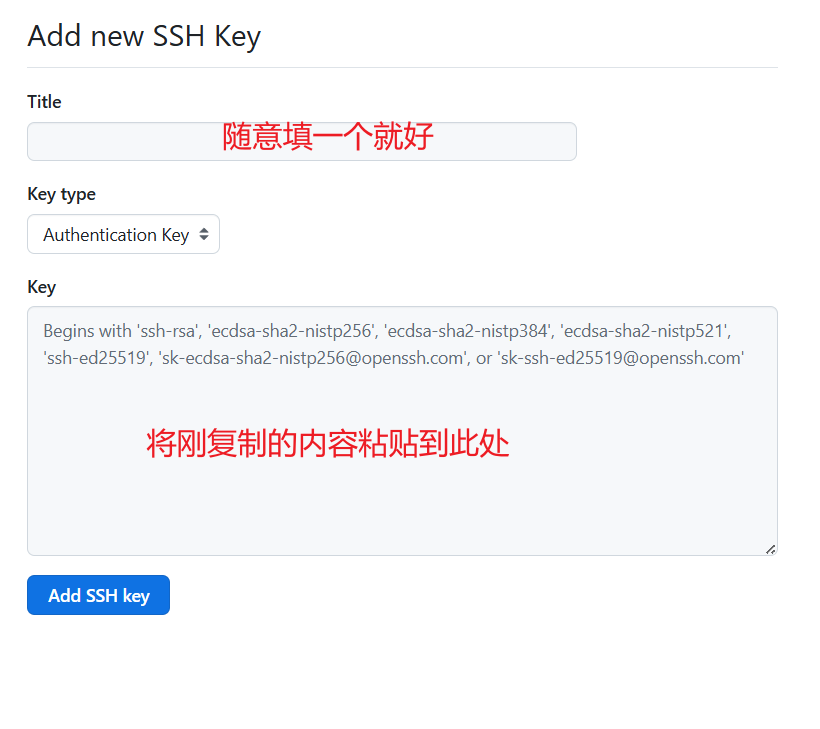 Add new SSH Key
Title
随意填一个就好
Key type
Authentication Key
Key
Begins with 'ssh-rsa', 'ecdsa-sha2-nistp256', 'ecdsa-sha2-nistp384', 'ecdsa-sha2-nistp521',
'ssh-ed25519', 'sk-ecdsa-sha2-nistp256@openssh.com', or 'sk-ssh-ed25519@openssh.com'
将刚复制的内容粘贴到此处
Add SSH key